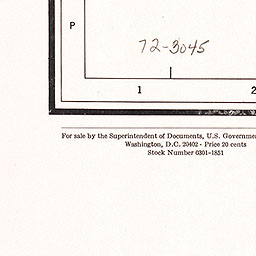 P
72-3045
1 2
For sale by the Superintendent of Documents, U.S.
Washington, D.C. 20402 - Price 20 cents
Stock Number 0301-1851